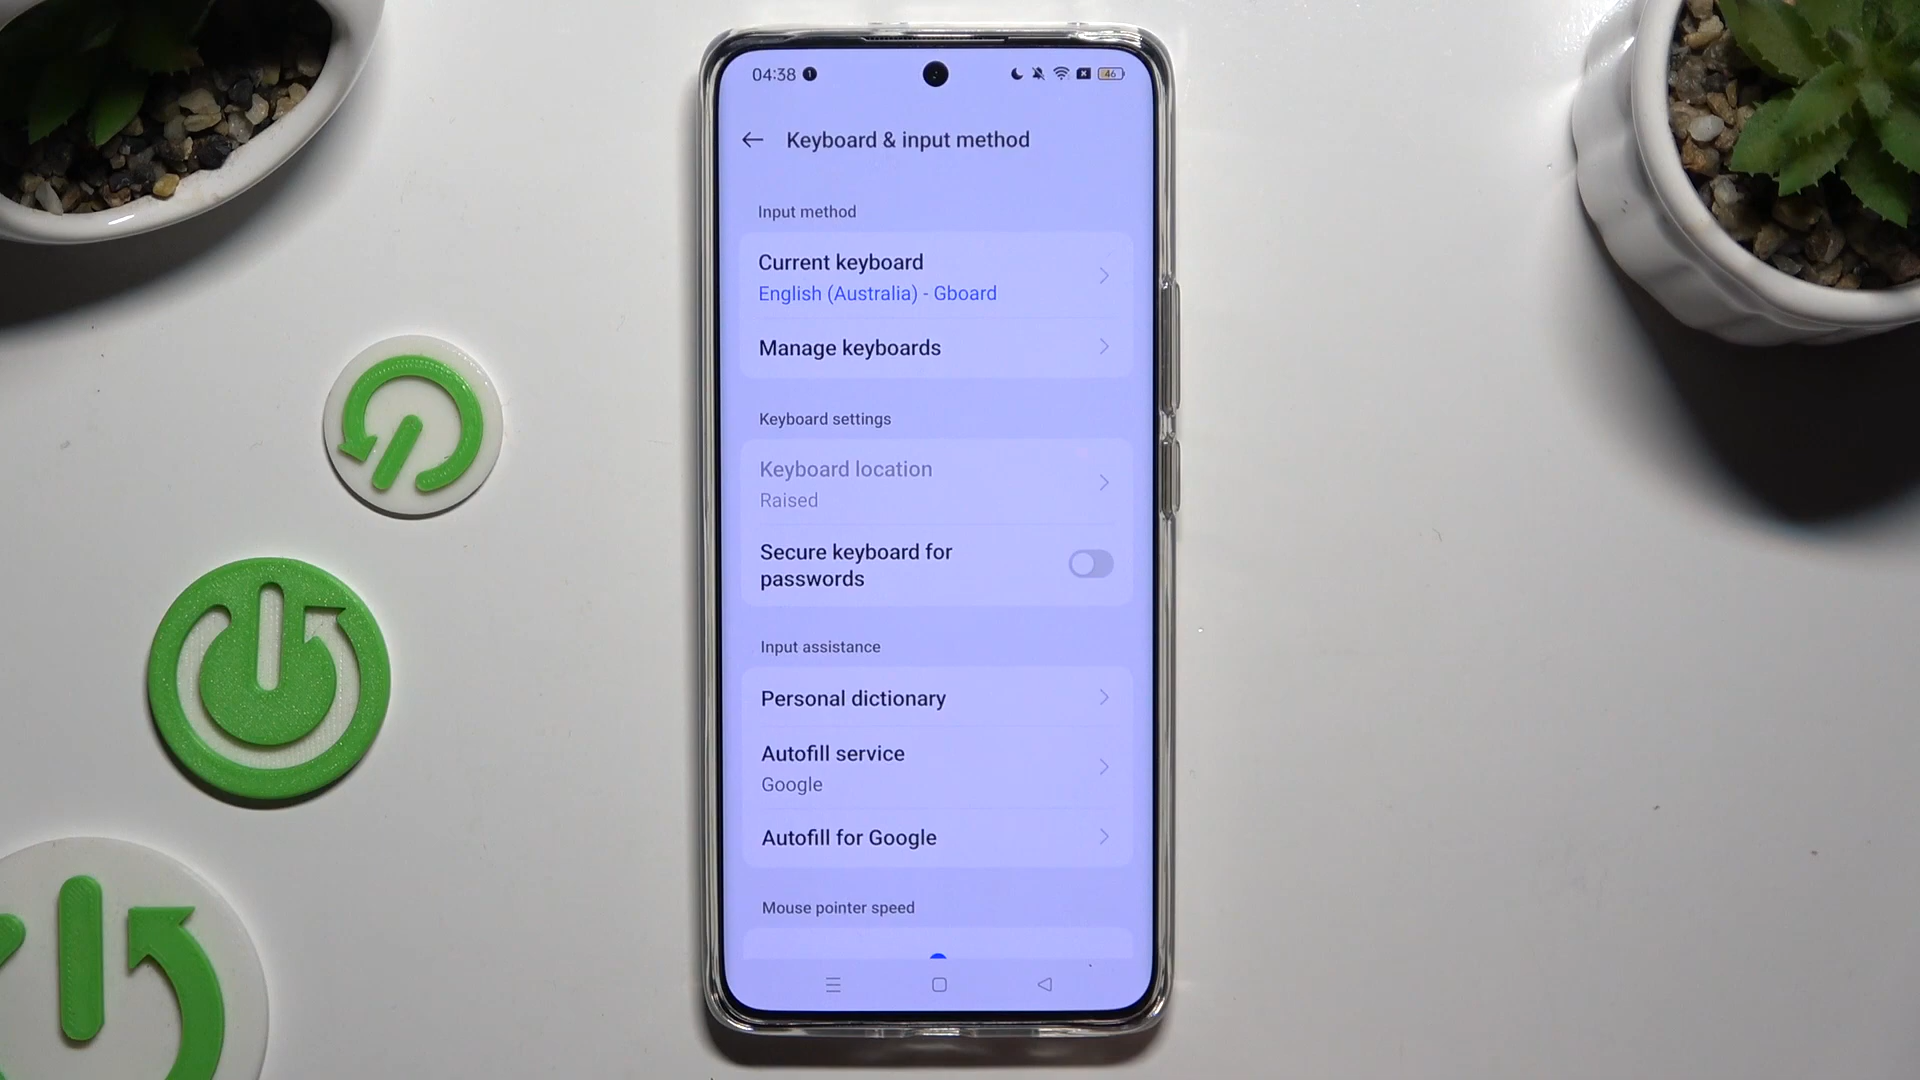 04:38
46
Keyboard & input method
Input method
Current keyboard
English (Australia) - Gboard
Manage keyboards
Keyboard settings
Keyboard location
Raised
Secure keyboard for
passwords
Input assistance
Personal dictionary
Autofill service
Google
Autofill for Google
Mouse pointer speed